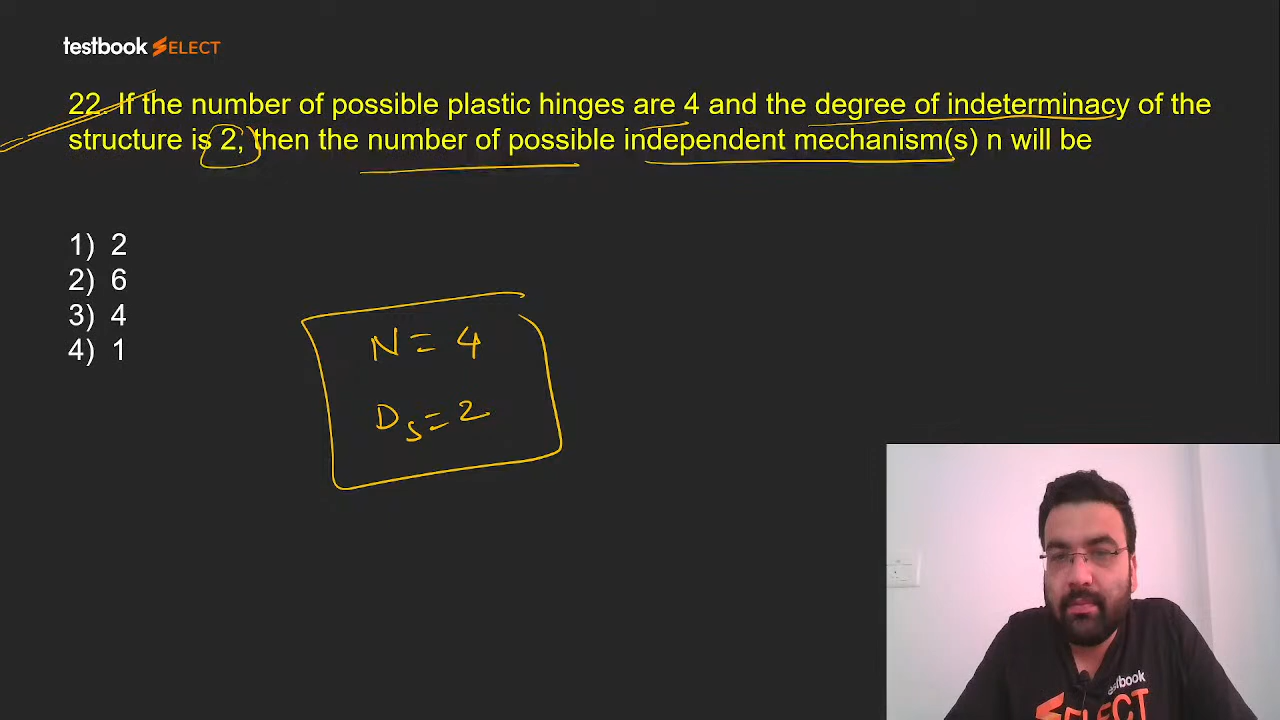 testbook SELECT
22. If the number of possible plastic hinges are 4 and the degree of indeterminacy of the
structure is 2, then the number of possible independent mechanism(s) n will be
1) 2
2) 6
3) 4
4) 1
N = 4
Ds = 2
testbook
SELECT